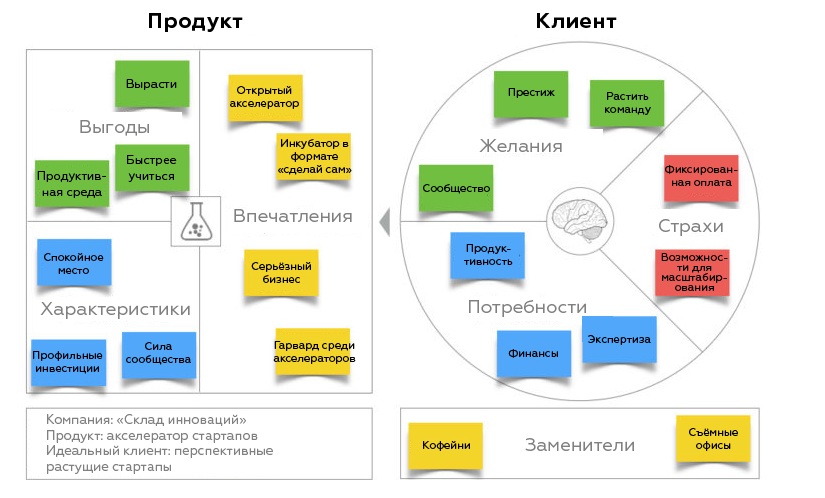 Продукт
Вырасти
Выгоды
Продуктив-
ная среда
Быстрее
учиться
Открытый
акселератор
Инкубатор в
формате
«сделай сам»
Впечатления
Серьёзный
бизнес
Гарвард среди
акселераторов
Спокойное
место
Характеристики
Профильные
инвестиции
Сила
сообщества
Компания: «Склад инноваций»
Продукт: акселератор стартапов
Идеальный клиент: перспективные
растущие стартапы
Клиент
Престиж
Растить
команду
Желания
Сообщество
Фиксирован-
ная оплата
Страхи
Возможнос-
ти для
масштабир-
ования
Продук-
тивность
Потребности
Финансы
Экспертиза
Кофейни
Заменители
Съёмные
офисы